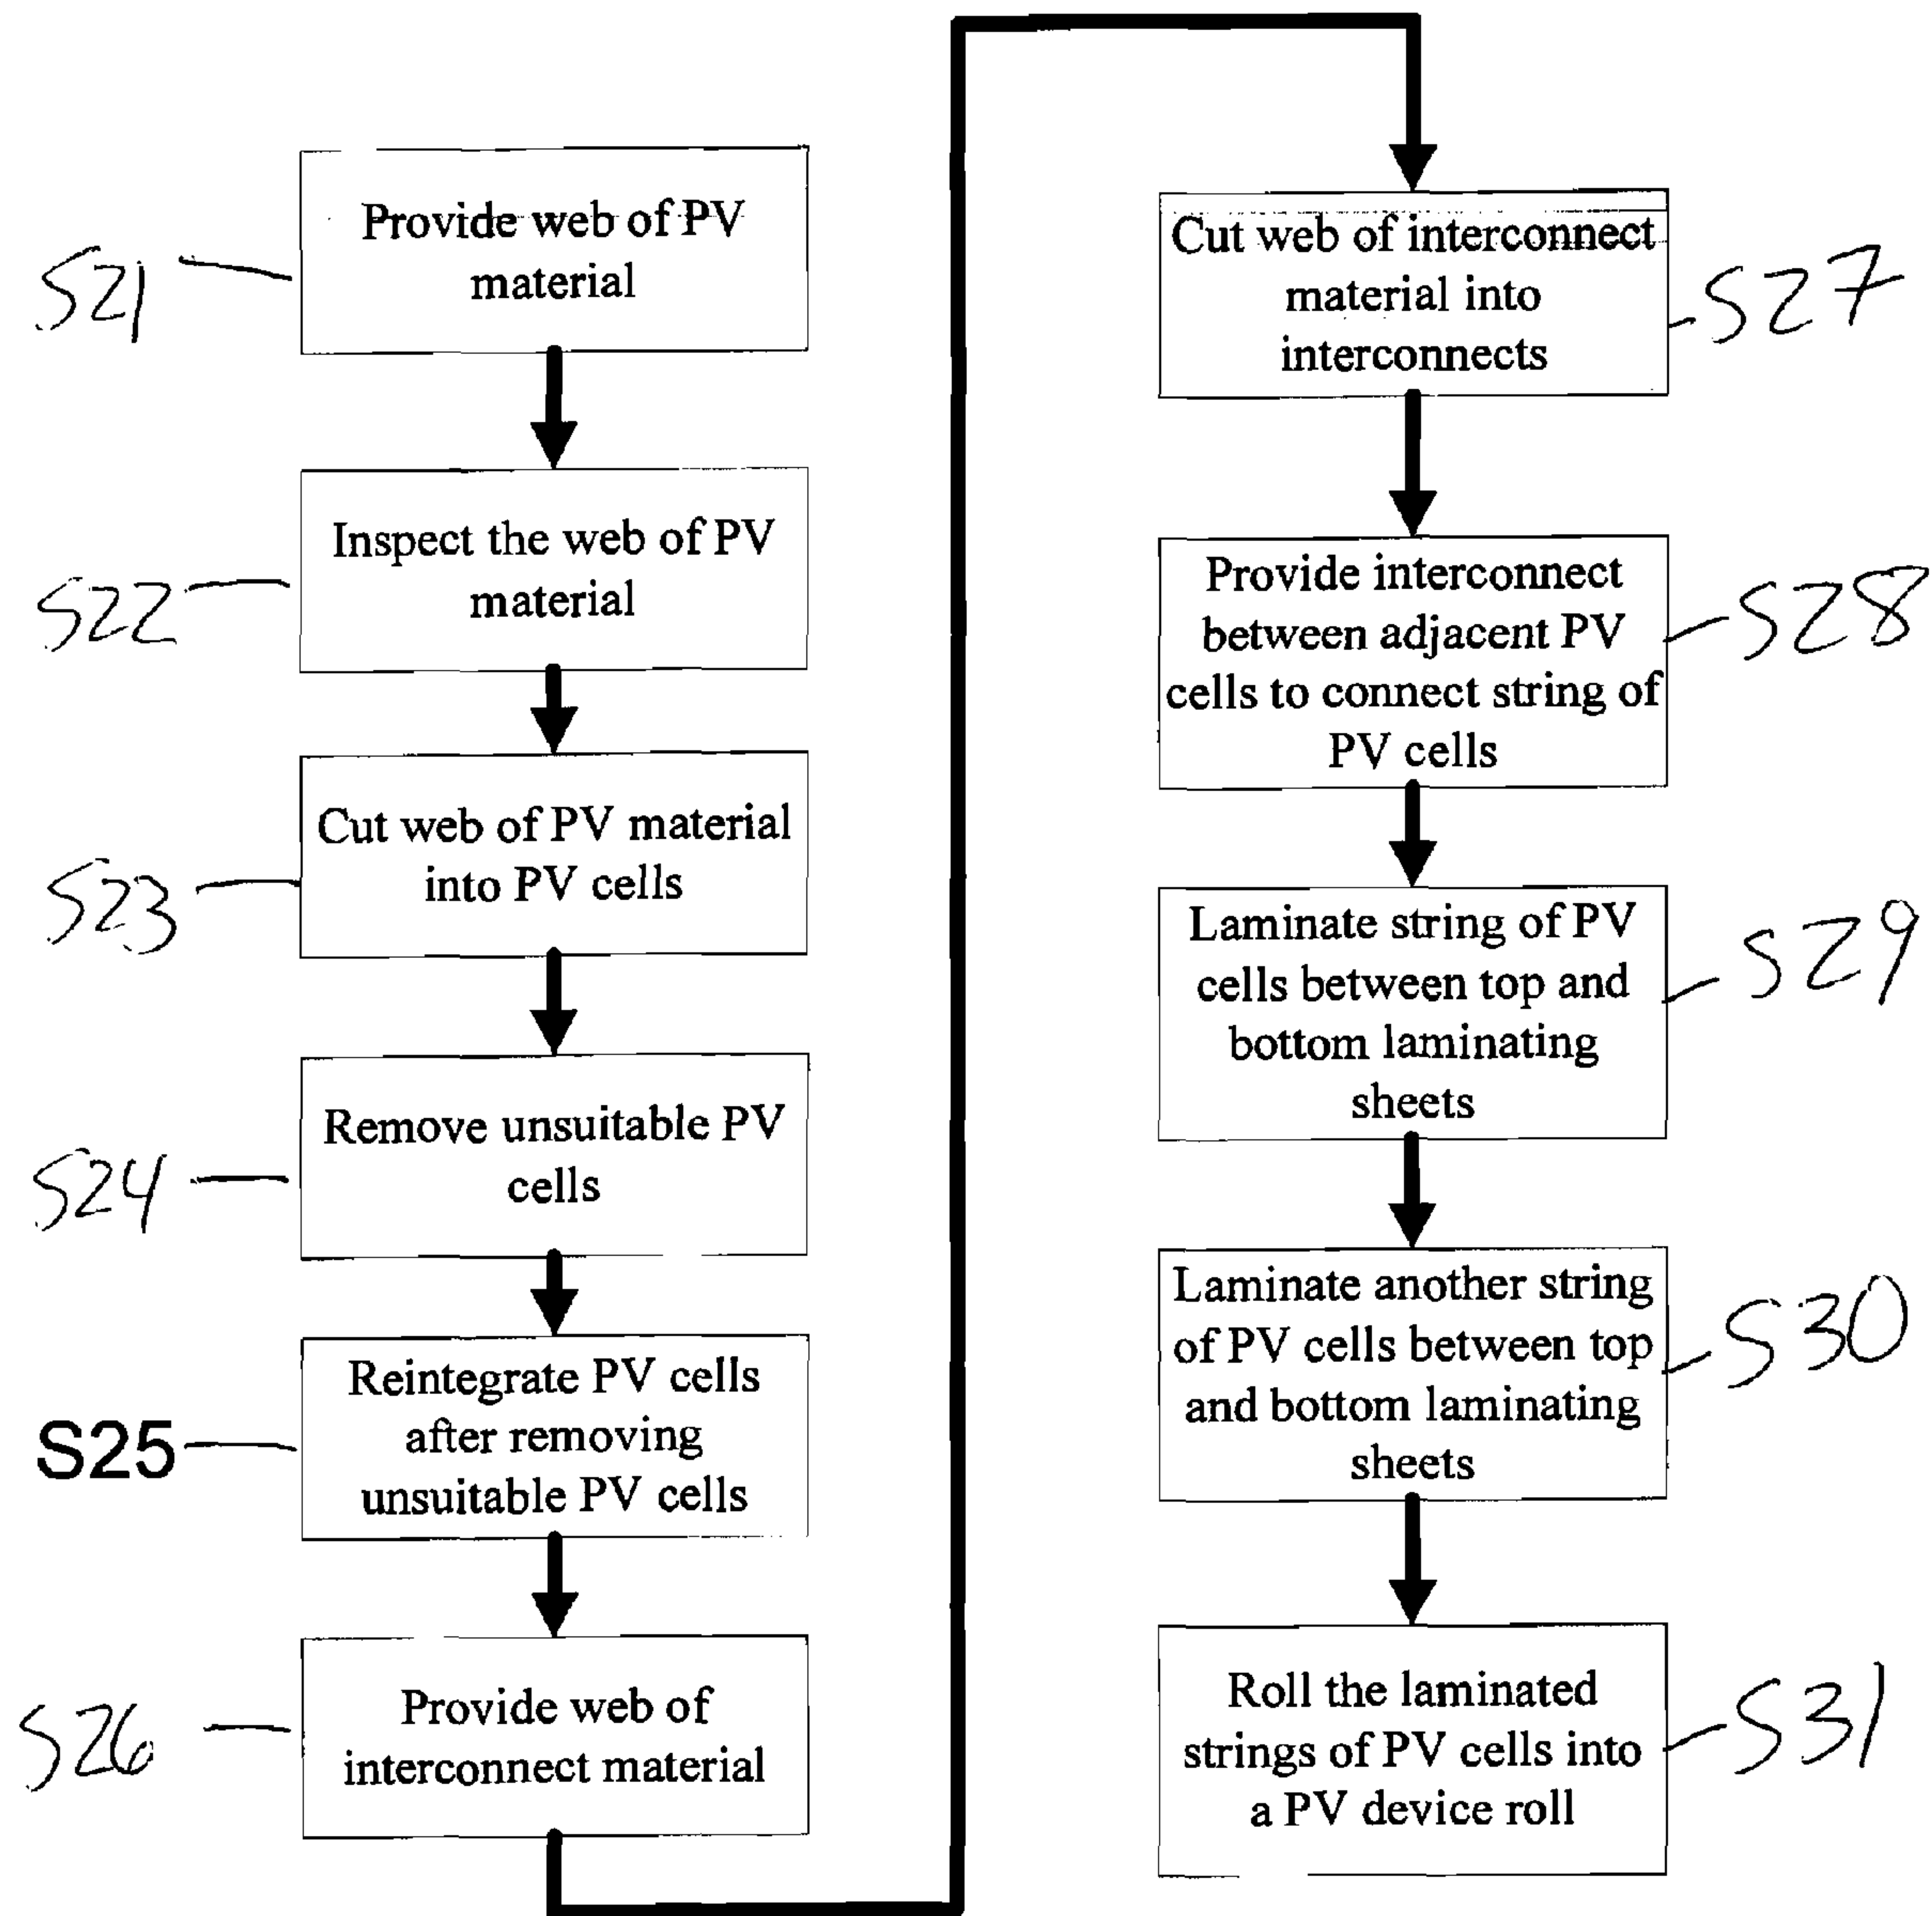 S21
Provide web of PV
material
S22
Inspect the web of PV
material
S23
Cut web of PV material
into PV cells
S24
Remove unsuitable PV
cells
S25
Reintegrate PV cells
after removing
unsuitable PV cells
S26
Provide web of
interconnect material
Cut web of interconnect
material into
interconnects
S27
Provide interconnect
between adjacent PV
cells to connect string of
PV cells
S28
Laminate string of PV
cells between top and
bottom laminating
sheets
S29
Laminate another string
of PV cells between top
and bottom laminating
sheets
S30
Roll the laminated
strings of PV cells into
a PV device roll
S31